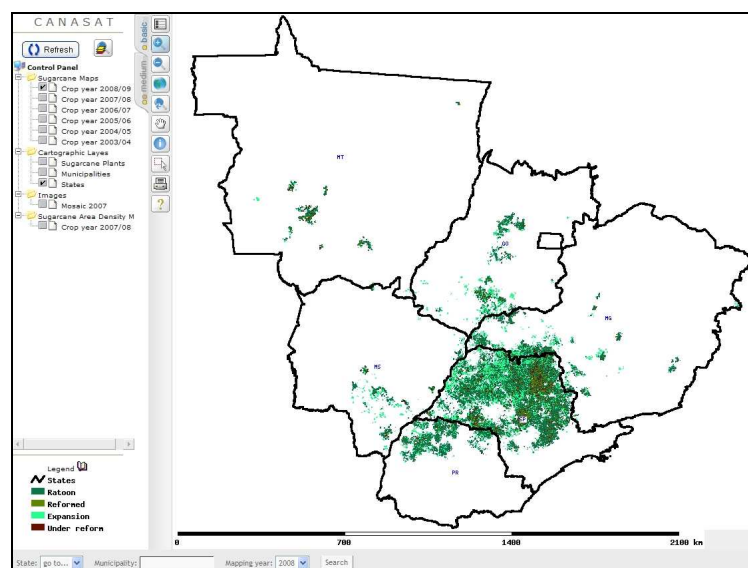 CANASAT
Refresh
Control Panel
Sugarcane Maps
Crop year 2008/09
Crop year 2007/08
Crop year 2006/07
Crop year 2005/06
Crop year 2004/05
Crop year 2003/04
Cartographic Layes
Sugarcane Plants
Municipalities
States
Images
Mosaic 2007
Sugarcane Area Density M
Crop year 2007/08
basic
medium
MT
GO
MG
MS
SP
PR
Legend
States
Ratoon
Reformed
Expansion
Under reform
0 700 1400 2100 km
State: go to... Municipality: Mapping year: 2008 Search